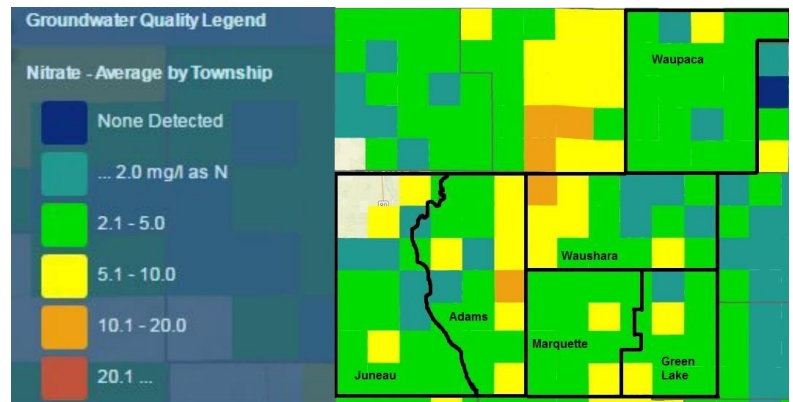 Groundwater Quality Legend
Nitrate - Average by Township
None Detected
... 2.0 mg/l as N
2.1 - 5.0
5.1 - 10.0
10.1 - 20.0
20.1 ...
Waupaca
Waushara
Adams
Marquette
Juneau
Green
Lake